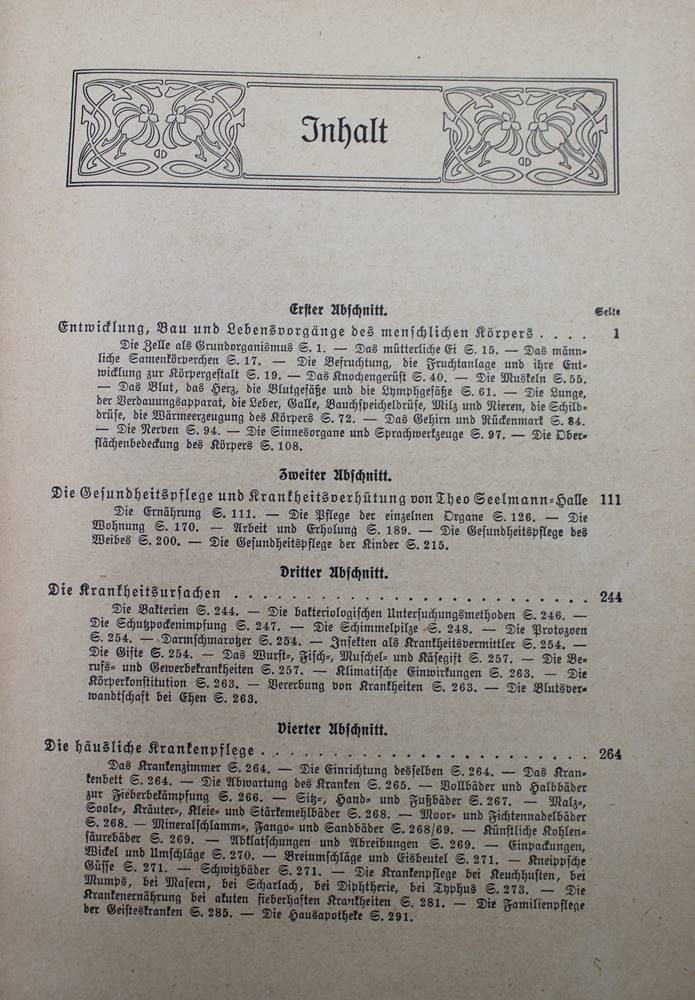 Inhalt
Erster Abschnitt.
Seite
Entwicklung, Bau und Lebensvorgänge des menschlichen Körpers . . . . 1
Die Zelle als Grundorganismus S. 1. — Das mütterliche Ei S. 15. — Das männ-
liche Samenkörperchen S. 17. — Die Befruchtung, die Fruchtanlage und ihre Ent-
wicklung zur Körpergestalt S. 19. — Das Knochengerüst S. 40. — Die Muskeln S. 55.
— Das Blut, das Herz, die Blutgefäße und die Lymphgefäße S. 61. — Die Lunge,
der Verdauungsapparat, die Leber, Galle, Bauchspeicheldrüse, Milz und Nieren, die Schild-
drüse, die Wärmeerzeugung des Körpers S. 72. — Das Gehirn und Rückenmark S. 84.
— Die Nerven S. 94. — Die Sinnesorgane und Sprachwerkzeuge S. 97. — Die Ober-
flächenbedeckung des Körpers S. 108.
Zweiter Abschnitt.
Die Gesundheitspflege und Krankheitsverhütung von Theo Seelmann-Halle 111
Die Ernährung S. 111. — Die Pflege der einzelnen Organe S. 126. — Die
Wohnung S. 170. — Arbeit und Erholung S. 189. — Die Gesundheitspflege des
Weibes S. 200. — Die Gesundheitspflege der Kinder S. 215.
Dritter Abschnitt.
Die Krankheitsursachen . . . . . . . . . . . . . . . . . . . . . . . . . . 244
Die Bakterien S. 244. — Die bakteriologischen Untersuchungsmethoden S. 246. —
Die Schutzpockenimpfung S. 247. — Die Schimmelpilze S. 248. — Die Protozoen
S. 254. — Darmschmarotzer S. 254. — Insekten als Krankheitsvermittler S. 254. —
Die Gifte S. 254. — Das Wurst-, Fisch-, Muschel- und Käsegift S. 257. — Die Be-
rufs- und Gewerbekrankheiten S. 257. — Klimatische Einwirkungen S. 263. — Die
Körperkonstitution S. 263. — Vererbung von Krankheiten S. 263. — Die Blutsver-
wandtschaft bei Ehen S. 263.
Vierter Abschnitt.
Die häusliche Krankenpflege . . . . . . . . . . . . . . . . . . . . . . . 264
Das Krankenzimmer S. 264. — Die Einrichtung desselben S. 264. — Das Kran-
kenbett S. 264. — Die Abwartung des Kranken S. 265. — Vollbäder und Halbbäder
zur Fieberbekämpfung S. 266. — Sitz-, Hand- und Fußbäder S. 267. — Malz-,
Soole-, Kräuter-, Kleie- und Stärkemehlbäder S. 268. — Moor- und Fichtennadelbäder
S. 268. — Mineralschlamm-, Fango- und Sandbäder S. 268/69. — Künstliche Kohlen-
säurebäder S. 269. — Abklatschungen und Abreibungen S. 269. — Einpackungen,
Wickel und Umschläge S. 270. — Breiumschläge und Eisbeutel S. 271. — Kneippsche
Güsse S. 271. — Schwitzbäder S. 271. — Die Krankenpflege bei Keuchhusten, bei
Mumps, bei Masern, bei Scharlach, bei Diphtherie, bei Typhus S. 273. — Die
Krankenernährung bei akuten fieberhaften Krankheiten S. 281. — Die Familienpflege
der Geisteskranken S. 285. — Die Hausapotheke S. 291.